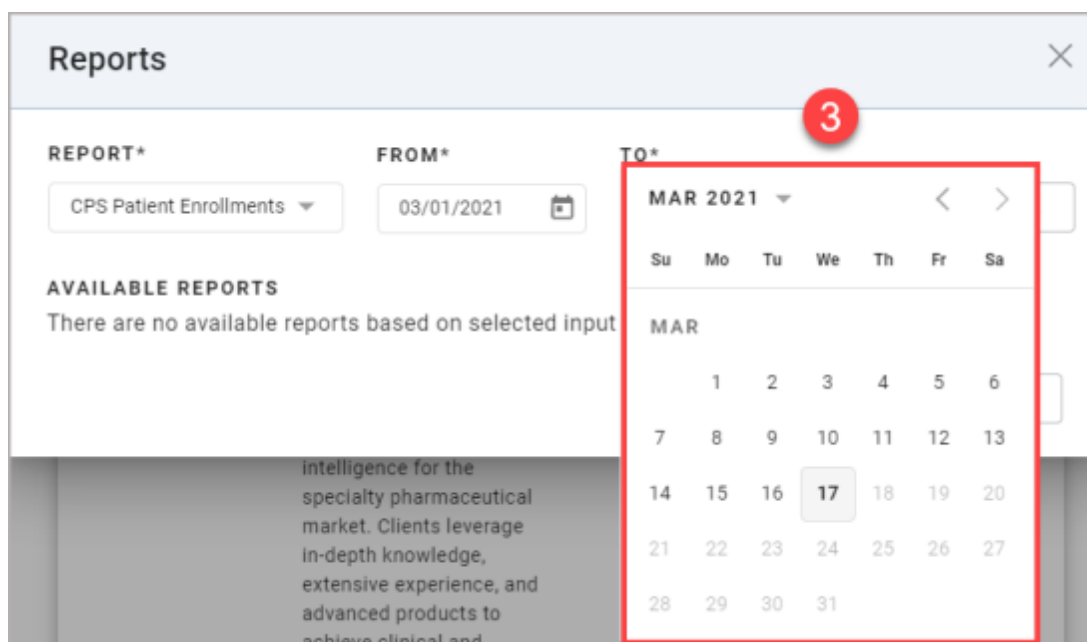 Reports
3
REPORT*
FROM*
TO*
CPS Patient Enrollments
03/01/2021
AVAILABLE REPORTS
There are no available reports based on selected input
MAR 2021
Su Mo Tu We Th Fr Sa
MAR
1 2 3 4 5 6
7 8 9 10 11 12 13
14 15 16 17 18 19 20
21 22 23 24 25 26 27
28 29 30 31
intelligence for the
specialty pharmaceutical
market. Clients leverage
in-depth knowledge,
extensive experience, and
advanced products to
achieve clinical and